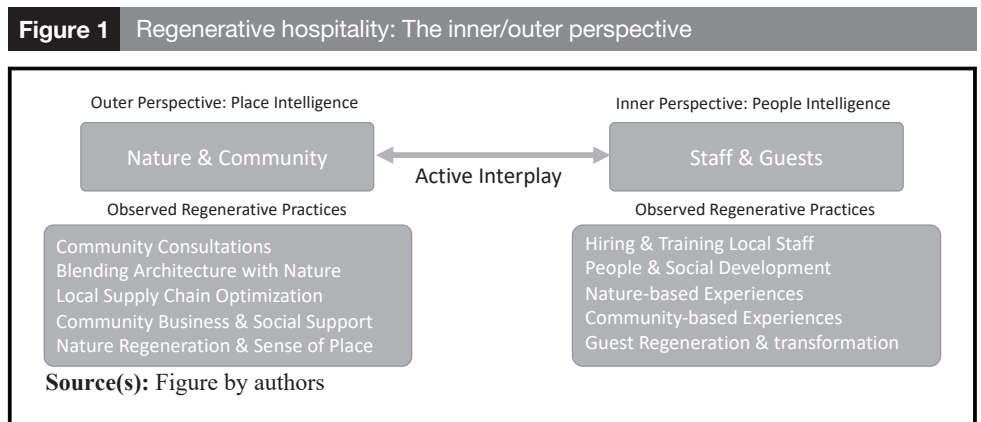 Figure 1 Regenerative hospitality: The inner/outer perspective
Outer Perspective: Place Intelligence
Nature & Community
Active Interplay
Inner Perspective: People Intelligence
Staff & Guests
Observed Regenerative Practices
Community Consultations
Blending Architecture with Nature
Local Supply Chain Optimization
Community Business & Social Support
Nature Regeneration & Sense of Place
Observed Regenerative Practices
Hiring & Training Local Staff
People & Social Development
Nature-based Experiences
Community-based Experiences
Guest Regeneration & transformation
Source(s): Figure by authors